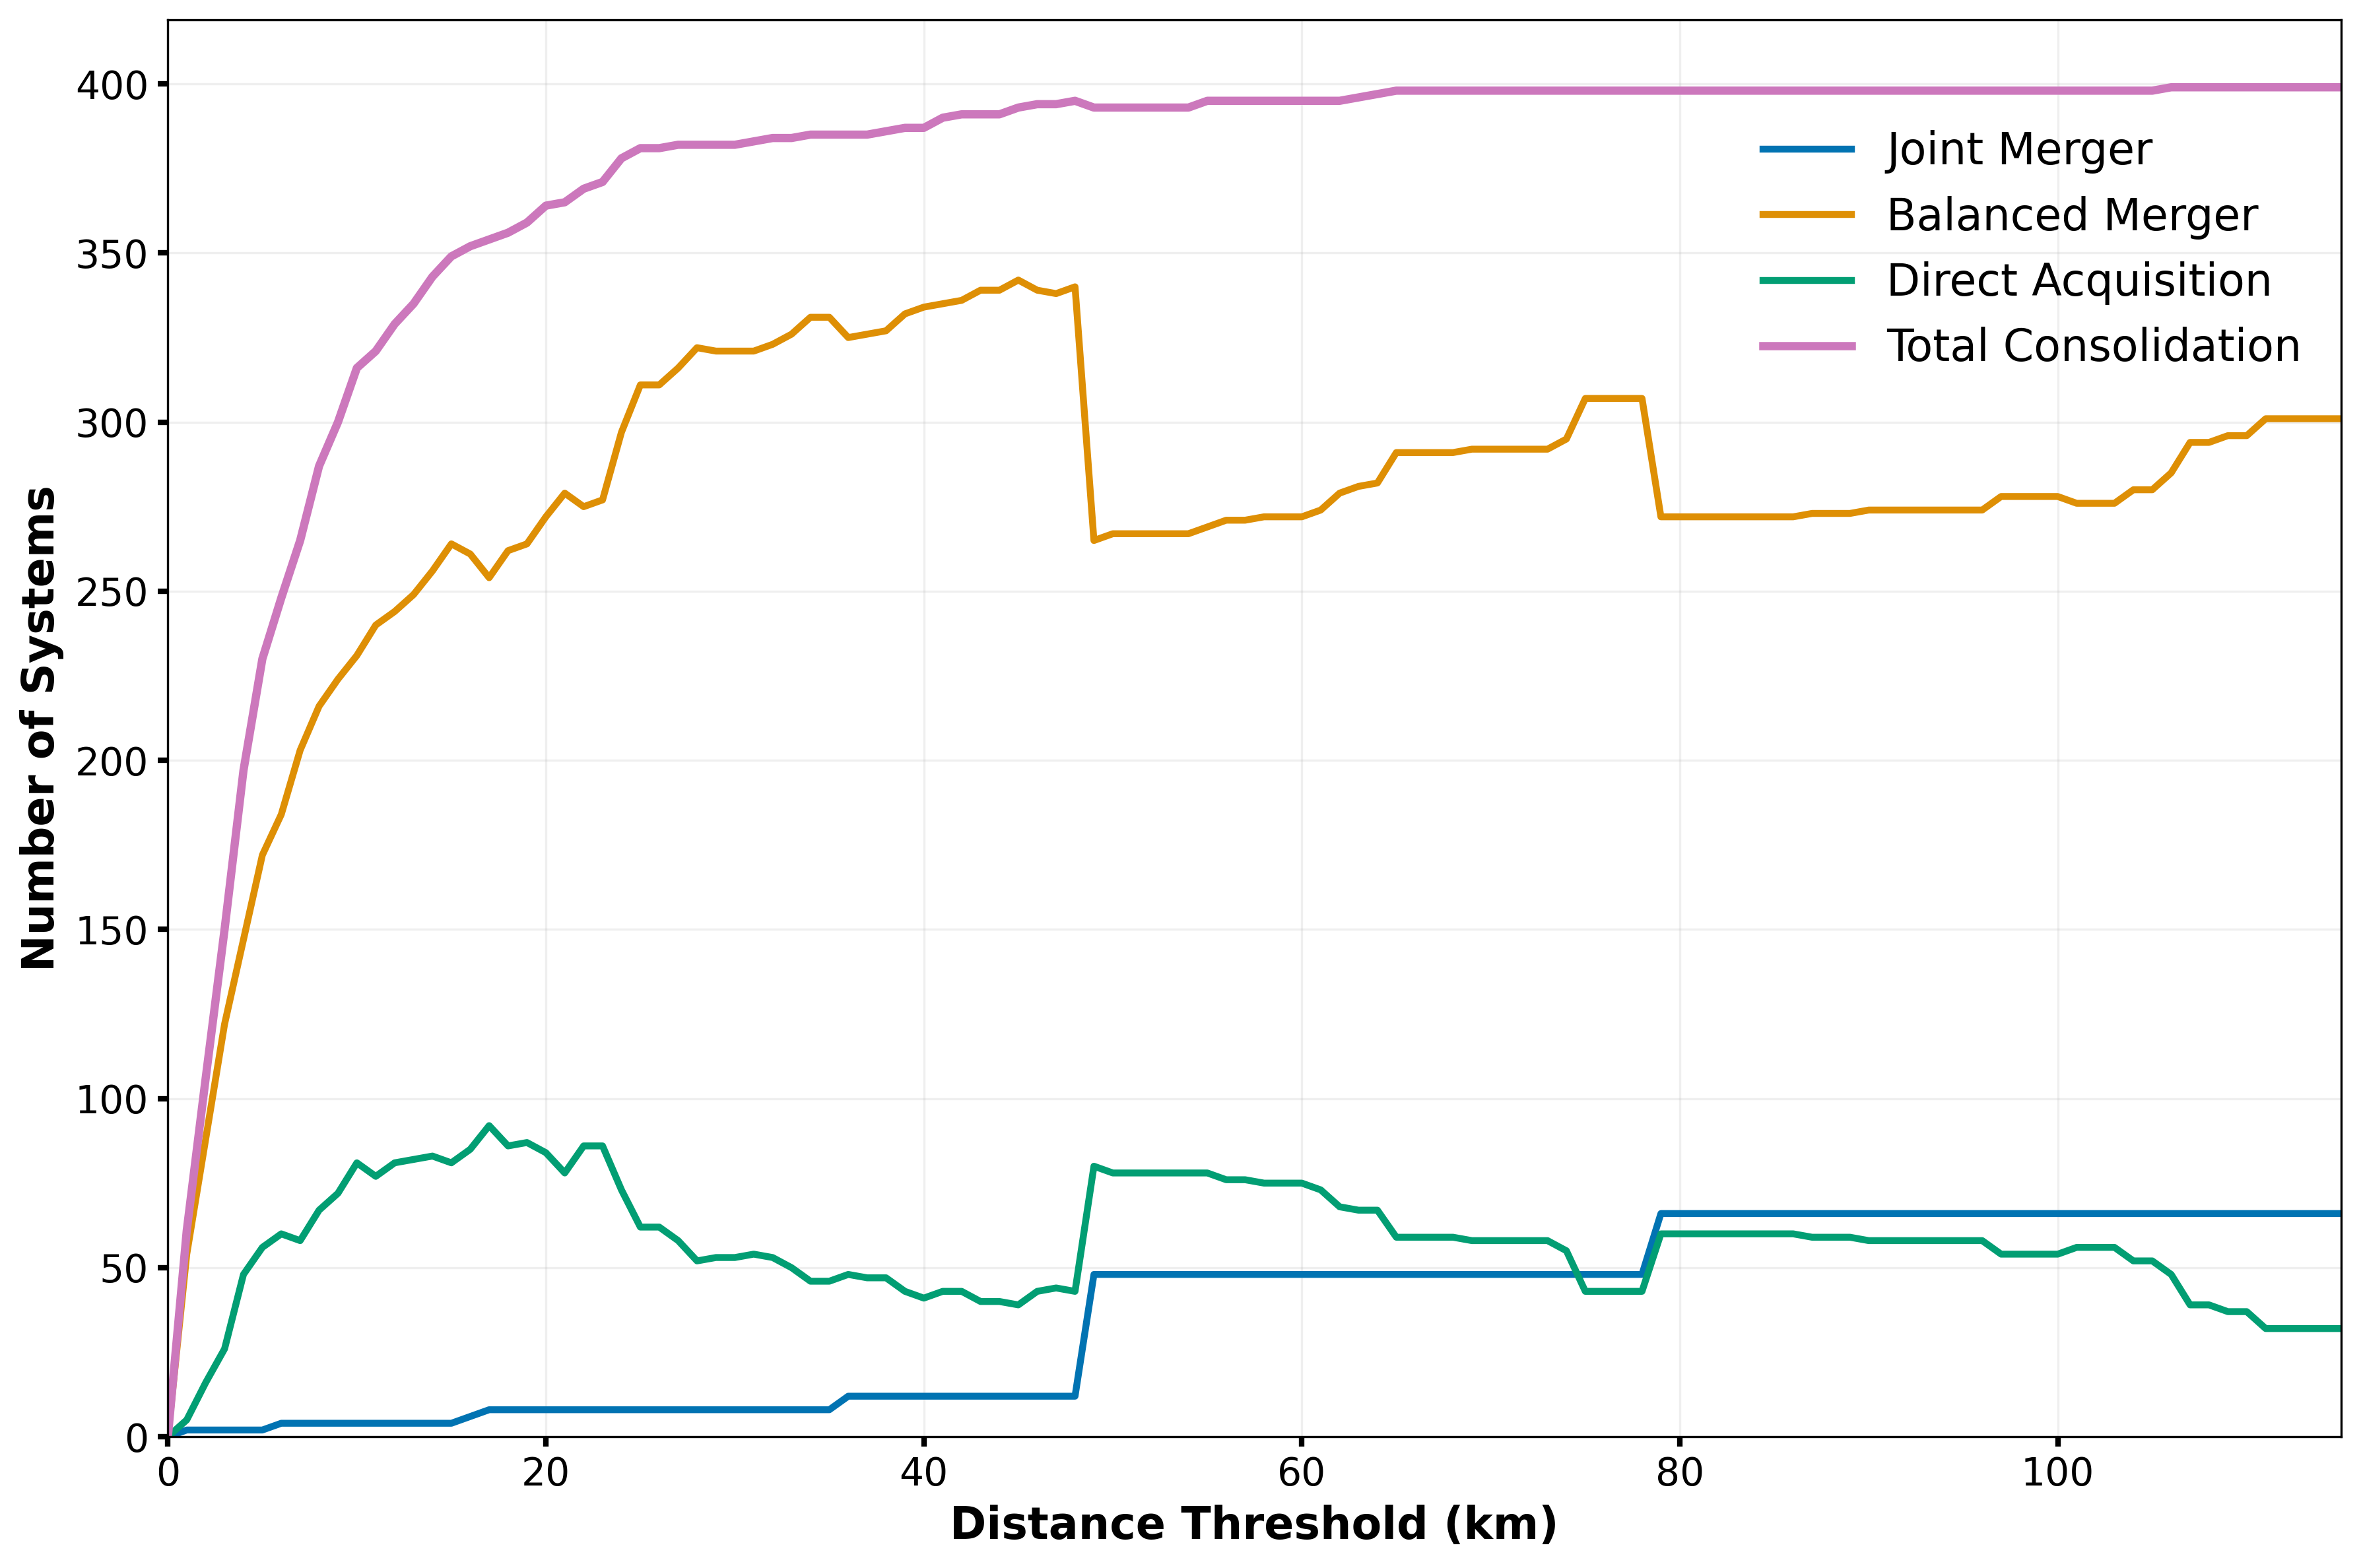 400
350
300
250
200
150
100
50
0
Number of Systems
Joint Merger
Balanced Merger
Direct Acquisition
Total Consolidation
0 20 40 60 80 100
Distance Threshold (km)